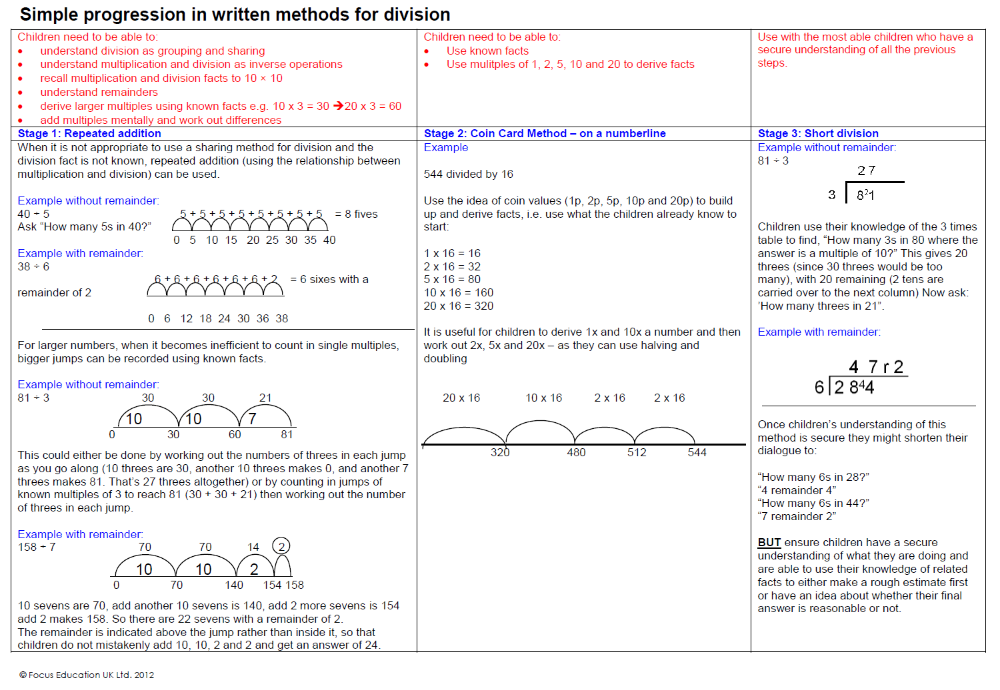 Simple progression in written methods for division
Children need to be able to:
• understand division as grouping and sharing
• understand multiplication and division as inverse operations
• recall multiplication and division facts to 10 × 10
• understand remainders
• derive larger multiples using known facts e.g. 10 x 3 = 30 ➔20 x 3 = 60
• add multiples mentally and work out differences
Children need to be able to:
• Use known facts
• Use mulitples of 1, 2, 5, 10 and 20 to derive facts
Use with the most able children who have a
secure understanding of all the previous
steps.
Stage 1: Repeated addition
When it is not appropriate to use a sharing method for division and the
division fact is not known, repeated addition (using the relationship between
multiplication and division) can be used.
Example without remainder:
40 ÷ 5
5 + 5 + 5 + 5 + 5 + 5 + 5 + 5 = 8 fives
Ask “How many 5s in 40?”
0 5 10 15 20 25 30 35 40
Example with remainder:
38 ÷ 6
6 + 6 + 6 + 6 + 6 + 6 + 2 = 6 sixes with a
remainder of 2
0 6 12 18 24 30 36 38
For larger numbers, when it becomes inefficient to count in single multiples,
bigger jumps can be recorded using known facts.
Example without remainder:
81 ÷ 3 30 30 21
10 10 7
0 30 60 81
This could either be done by working out the numbers of threes in each jump
as you go along (10 threes are 30, another 10 threes makes 0, and another 7
threes makes 81. That’s 27 threes altogether) or by counting in jumps of
known multiples of 3 to reach 81 (30 + 30 + 21) then working out the number
of threes in each jump.
Example with remainder:
158 ÷ 7 70 70 14 2
10 10 2
0 70 140 154 158
10 sevens are 70, add another 10 sevens is 140, add 2 more sevens is 154
add 2 makes 158. So there are 22 sevens with a remainder of 2.
The remainder is indicated above the jump rather than inside it, so that
children do not mistakenly add 10, 10, 2 and 2 and get an answer of 24.
Stage 2: Coin Card Method – on a numberline
Example
544 divided by 16
Use the idea of coin values (1p, 2p, 5p, 10p and 20p) to build
up and derive facts, i.e. use what the children already know to
start:
1 x 16 = 16
2 x 16 = 32
5 x 16 = 80
10 x 16 = 160
20 x 16 = 320
It is useful for children to derive 1x and 10x a number and then
work out 2x, 5x and 20x – as they can use halving and
doubling
20 x 16 10 x 16 2 x 16 2 x 16
320 480 512 544
Stage 3: Short division
Example without remainder:
81 ÷ 3
2 7
3 8²1
Children use their knowledge of the 3 times
table to find, “How many 3s in 80 where the
answer is a multiple of 10?” This gives 20
threes (since 30 threes would be too
many), with 20 remaining (2 tens are
carried over to the next column) Now ask:
’How many threes in 21”.
Example with remainder:
4 7 r 2
6 2 8⁴4
Once children’s understanding of this
method is secure they might shorten their
dialogue to:
“How many 6s in 28?”
“4 remainder 4”
“How many 6s in 44?”
“7 remainder 2”
BUT ensure children have a secure
understanding of what they are doing and
are able to use their knowledge of related
facts to either make a rough estimate first
or have an idea about whether their final
answer is reasonable or not.
© Focus Education UK Ltd. 2012